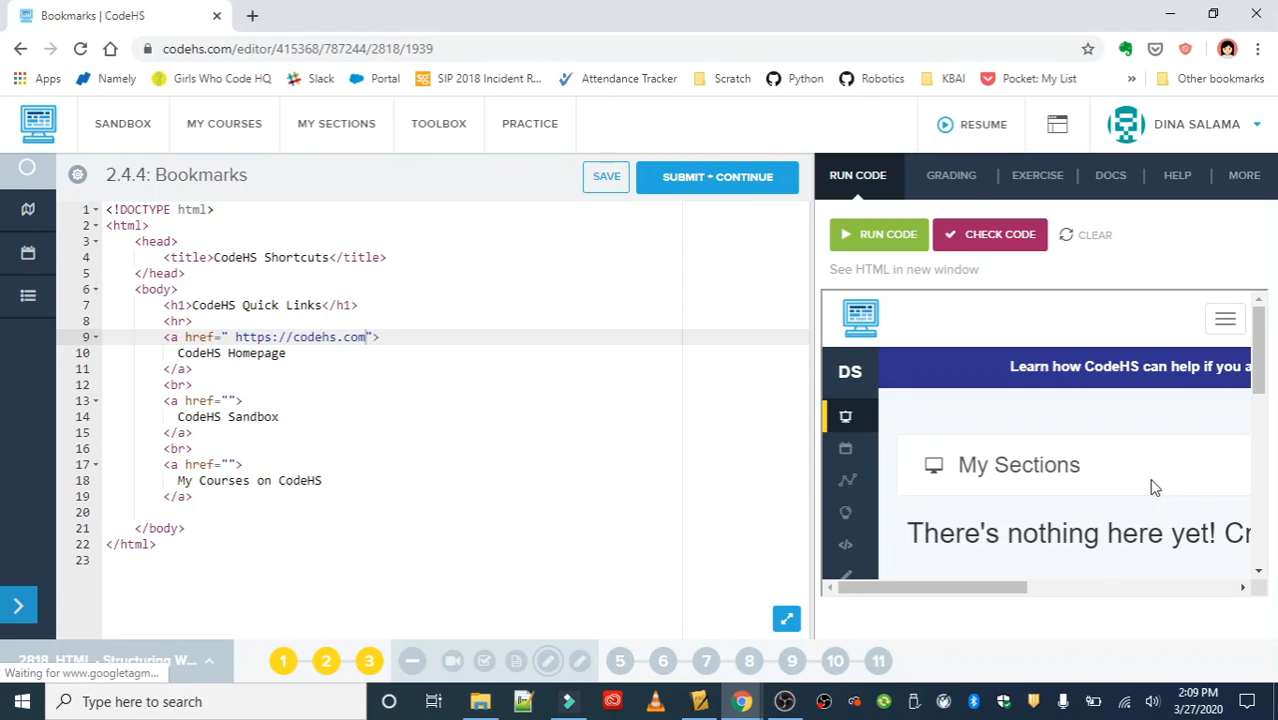 Bookmarks | CodeHS
codehs.com/editor/415368/787244/2818/1939
Apps Namely Girls Who Code HQ Slack Portal SIP 2018 Incident R... Attendance Tracker Scratch Python Robotics KBAI Pocket: My List » Other bookmarks
SANDBOX MY COURSES MY SECTIONS TOOLBOX PRACTICE RESUME DINA SALAMA
2.4.4: Bookmarks SAVE SUBMIT + CONTINUE
RUN CODE GRADING EXERCISE DOCS HELP MORE
RUN CODE CHECK CODE CLEAR
See HTML in new window
1 <!DOCTYPE html>
2 <html>
3 <head>
4 <title>CodeHS Shortcuts</title>
5 </head>
6 <body>
7 <h1>CodeHS Quick Links</h1>
8 <hr>
9 <a href=" https://codehs.com">
10 CodeHS Homepage
11 </a>
12 <br>
13 <a href="">
14 CodeHS Sandbox
15 </a>
16 <br>
17 <a href="">
18 My Courses on CodeHS
19 </a>
20
21 </body>
22 </html>
23
DS
Learn how CodeHS can help if you a
My Sections
There's nothing here yet! Cr
2818. HTML - Structuring W...
1 2 3 5 6 7 8 9 10 11
Waiting for www.googletagm...
Type here to search
2:09 PM
3/27/2020